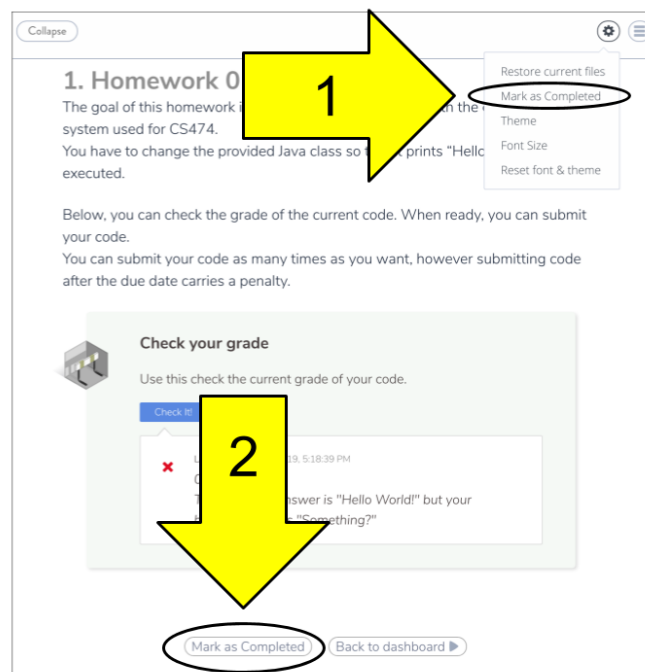 Collapse
1. Homework 0
1
Restore current files
Mark as Completed
Theme
Font Size
Reset font & theme
The goal of this homework i
system used for CS474.
You have to change the provided Java class so prints "Hello
executed.
Below, you can check the grade of the current code. When ready, you can submit
your code.
You can submit your code as many times as you want, however submitting code
after the due date carries a penalty.
Check your grade
Use this check the current grade of your code.
Check It!
2
19, 5:18:39 PM
nswer is "Hello World!" but your
"Something?"
Mark as Completed
Back to dashboard